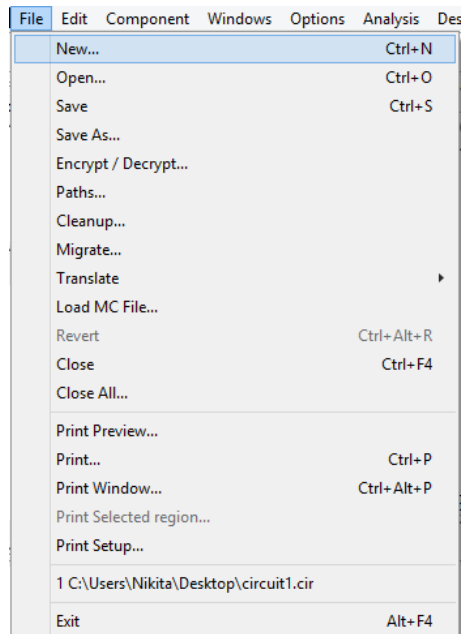 File Edit Component Windows Options Analysis Des
New... Ctrl+N
Open... Ctrl+O
Save Ctrl+S
Save As...
Encrypt / Decrypt...
Paths...
Cleanup...
Migrate...
Translate
Load MC File...
Revert Ctrl+Alt+R
Close Ctrl+F4
Close All...
Print Preview...
Print... Ctrl+P
Print Window... Ctrl+Alt+P
Print Selected region...
Print Setup...
1 C:\Users\Nikita\Desktop\circuit1.cir
Exit Alt+F4